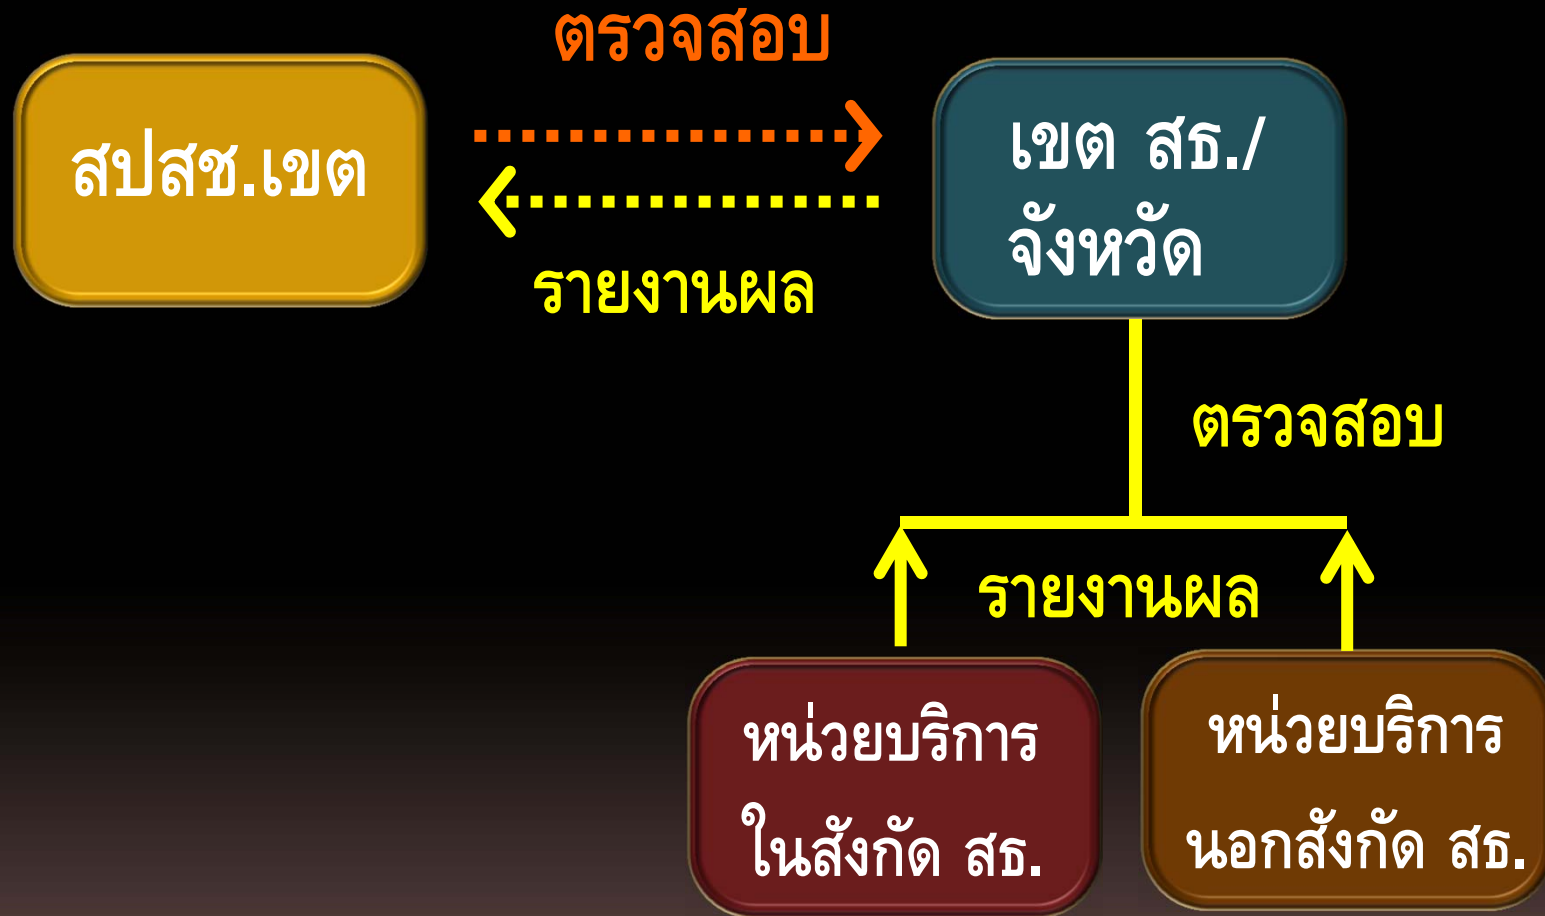 ตรวจสอบ
สปสช.เขต
เขต สธ./
จังหวัด
รายงานผล
ตรวจสอบ
รายงานผล
หน่วยบริการ
ในสังกัด สธ.
หน่วยบริการ
นอกสังกัด สธ.